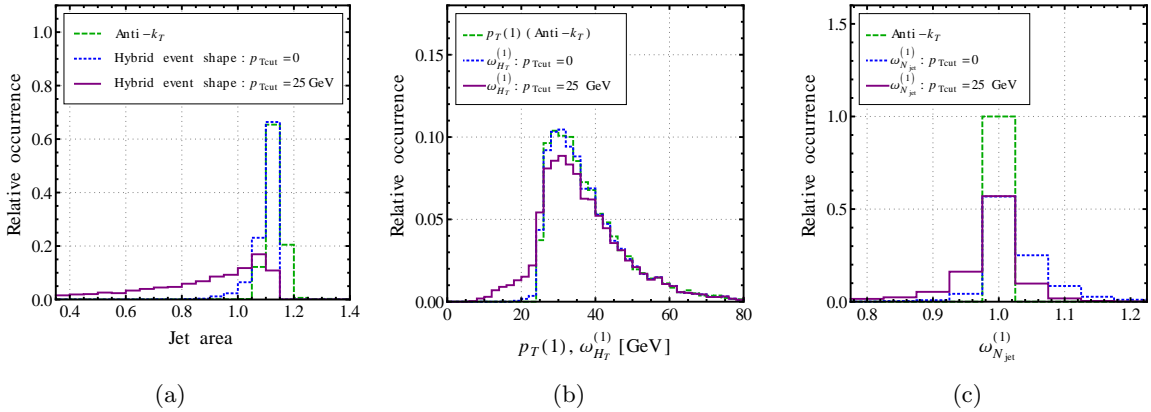 Anti-k_T
Hybrid event shape: p_Tcut=0
Hybrid event shape: p_Tcut=25 GeV
Relative occurrence
1.0
0.8
0.6
0.4
0.2
0.0
0.4 0.6 0.8 1.0 1.2 1.4
Jet area
(a)
p_T(1) (Anti-k_T)
ω_{H_T}^{(1)}: p_Tcut=0
ω_{H_T}^{(1)}: p_Tcut=25 GeV
Relative occurrence
0.15
0.10
0.05
0.00
0 20 40 60 80
p_T(1), ω_{H_T}^{(1)} [GeV]
(b)
Anti-k_T
ω_{N_jet}^{(1)}: p_Tcut=0
ω_{N_jet}^{(1)}: p_Tcut=25 GeV
Relative occurrence
1.5
1.0
0.5
0.0
0.8 0.9 1.0 1.1 1.2
ω_{N_jet}^{(1)}
(c)